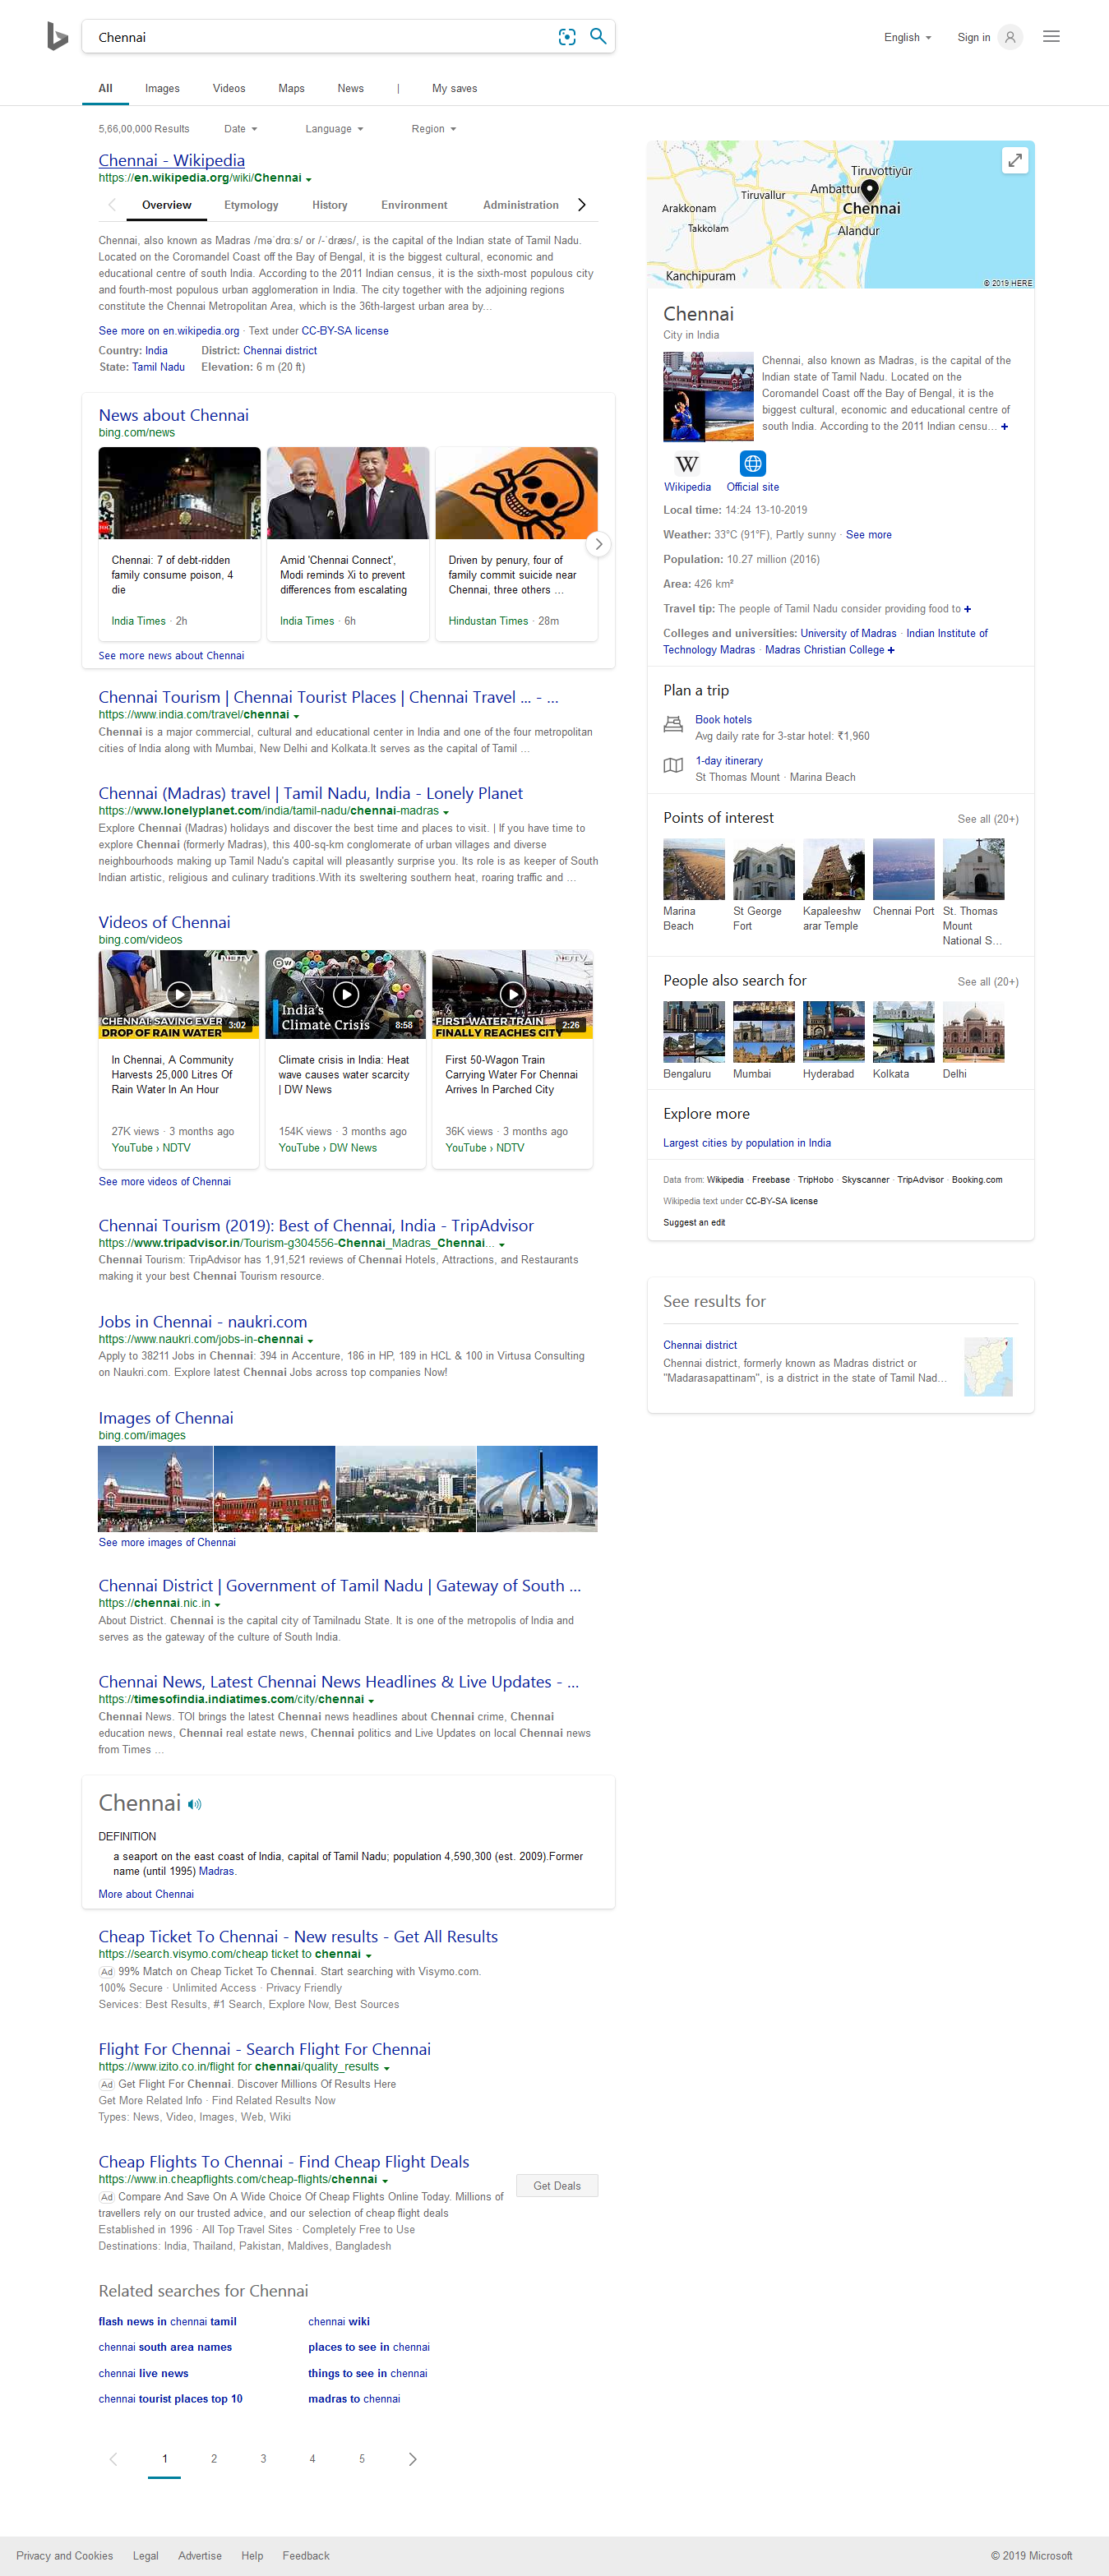 Chennai
English
Sign in
All
Images
Videos
Maps
News
|
My saves
5,66,00,000 Results
Date
Language
Region
Chennai - Wikipedia
https://en.wikipedia.org/wiki/Chennai
Overview
Etymology
History
Environment
Administration
Chennai, also known as Madras /məˈdrɑːs/ or /-ˈdræs/, is the capital of the Indian state of Tamil Nadu.
Located on the Coromandel Coast off the Bay of Bengal, it is the biggest cultural, economic and
educational centre of south India. According to the 2011 Indian census, it is the sixth-most populous city
and fourth-most populous urban agglomeration in India. The city together with the adjoining regions
constitute the Chennai Metropolitan Area, which is the 36th-largest urban area by...
See more on en.wikipedia.org · Text under CC-BY-SA license
Country: India
District: Chennai district
State: Tamil Nadu
Elevation: 6 m (20 ft)
News about Chennai
bing.com/news
Chennai: 7 of debt-ridden
family consume poison, 4
die
India Times · 2h
Amid 'Chennai Connect',
Modi reminds Xi to prevent
differences from escalating
India Times · 6h
Driven by penury, four of
family commit suicide near
Chennai, three others ...
Hindustan Times · 28m
See more news about Chennai
Chennai Tourism | Chennai Tourist Places | Chennai Travel ... - ...
https://www.india.com/travel/chennai
Chennai is a major commercial, cultural and educational center in India and one of the four metropolitan
cities of India along with Mumbai, New Delhi and Kolkata.It serves as the capital of Tamil ...
Chennai (Madras) travel | Tamil Nadu, India - Lonely Planet
https://www.lonelyplanet.com/india/tamil-nadu/chennai-madras
Explore Chennai (Madras) holidays and discover the best time and places to visit. | If you have time to
explore Chennai (formerly Madras), this 400-sq-km conglomerate of urban villages and diverse
neighbourhoods making up Tamil Nadu's capital will pleasantly surprise you. Its role is as keeper of South
Indian artistic, religious and culinary traditions.With its sweltering southern heat, roaring traffic and ...
Videos of Chennai
bing.com/videos
NDTV
CHENNAI: SAVING EVERY
DROP OF RAIN WATER
3:02
In Chennai, A Community
Harvests 25,000 Litres Of
Rain Water In An Hour
27K views · 3 months ago
YouTube › NDTV
DW
India's
Climate Crisis
8:58
Climate crisis in India: Heat
wave causes water scarcity
| DW News
154K views · 3 months ago
YouTube › DW News
NDTV
FIRST WATER TRAIN
FINALLY REACHES CITY
2:26
First 50-Wagon Train
Carrying Water For Chennai
Arrives In Parched City
36K views · 3 months ago
YouTube › NDTV
See more videos of Chennai
Chennai Tourism (2019): Best of Chennai, India - TripAdvisor
https://www.tripadvisor.in/Tourism-g304556-Chennai_Madras_Chennai...
Chennai Tourism: TripAdvisor has 1,91,521 reviews of Chennai Hotels, Attractions, and Restaurants
making it your best Chennai Tourism resource.
Jobs in Chennai - naukri.com
https://www.naukri.com/jobs-in-chennai
Apply to 38211 Jobs in Chennai: 394 in Accenture, 186 in HP, 189 in HCL & 100 in Virtusa Consulting
on Naukri.com. Explore latest Chennai Jobs across top companies Now!
Images of Chennai
bing.com/images
See more images of Chennai
Chennai District | Government of Tamil Nadu | Gateway of South ...
https://chennai.nic.in
About District. Chennai is the capital city of Tamilnadu State. It is one of the metropolis of India and
serves as the gateway of the culture of South India.
Chennai News, Latest Chennai News Headlines & Live Updates - ...
https://timesofindia.indiatimes.com/city/chennai
Chennai News. TOI brings the latest Chennai news headlines about Chennai crime, Chennai
education news, Chennai real estate news, Chennai politics and Live Updates on local Chennai news
from Times ...
Chennai
DEFINITION
a seaport on the east coast of India, capital of Tamil Nadu; population 4,590,300 (est. 2009).Former
name (until 1995) Madras.
More about Chennai
Cheap Ticket To Chennai - New results - Get All Results
https://search.visymo.com/cheap ticket to chennai
Ad 99% Match on Cheap Ticket To Chennai. Start searching with Visymo.com.
100% Secure · Unlimited Access · Privacy Friendly
Services: Best Results, #1 Search, Explore Now, Best Sources
Flight For Chennai - Search Flight For Chennai
https://www.izito.co.in/flight for chennai/quality_results
Ad Get Flight For Chennai. Discover Millions Of Results Here
Get More Related Info · Find Related Results Now
Types: News, Video, Images, Web, Wiki
Cheap Flights To Chennai - Find Cheap Flight Deals
https://www.in.cheapflights.com/cheap-flights/chennai
Get Deals
Ad Compare And Save On A Wide Choice Of Cheap Flights Online Today. Millions of
travellers rely on our trusted advice, and our selection of cheap flight deals
Established in 1996 · All Top Travel Sites · Completely Free to Use
Destinations: India, Thailand, Pakistan, Maldives, Bangladesh
Related searches for Chennai
flash news in chennai tamil
chennai south area names
chennai live news
chennai tourist places top 10
chennai wiki
places to see in chennai
things to see in chennai
madras to chennai
1
2
3
4
5
Tiruvottiyūr
Ambattur
Tiruvallur
Arakkonam
Chennai
Takkolam
Alandur
Kanchipuram
© 2019 HERE
Chennai
City in India
Chennai, also known as Madras, is the capital of the
Indian state of Tamil Nadu. Located on the
Coromandel Coast off the Bay of Bengal, it is the
biggest cultural, economic and educational centre of
south India. According to the 2011 Indian censu... +
W
Wikipedia
Official site
Local time: 14:24 13-10-2019
Weather: 33°C (91°F), Partly sunny · See more
Population: 10.27 million (2016)
Area: 426 km²
Travel tip: The people of Tamil Nadu consider providing food to +
Colleges and universities: University of Madras · Indian Institute of
Technology Madras · Madras Christian College +
Plan a trip
Book hotels
Avg daily rate for 3-star hotel: ₹1,960
1-day itinerary
St Thomas Mount · Marina Beach
Points of interest
See all (20+)
Marina
Beach
St George
Fort
Kapaleeshw
arar Temple
Chennai Port
St. Thomas
Mount
National S...
People also search for
See all (20+)
Bengaluru
Mumbai
Hyderabad
Kolkata
Delhi
Explore more
Largest cities by population in India
Data from: Wikipedia · Freebase · TripHobo · Skyscanner · TripAdvisor · Booking.com
Wikipedia text under CC-BY-SA license
Suggest an edit
See results for
Chennai district
Chennai district, formerly known as Madras district or
"Madarasapattinam", is a district in the state of Tamil Nad...
Privacy and Cookies
Legal
Advertise
Help
Feedback
© 2019 Microsoft